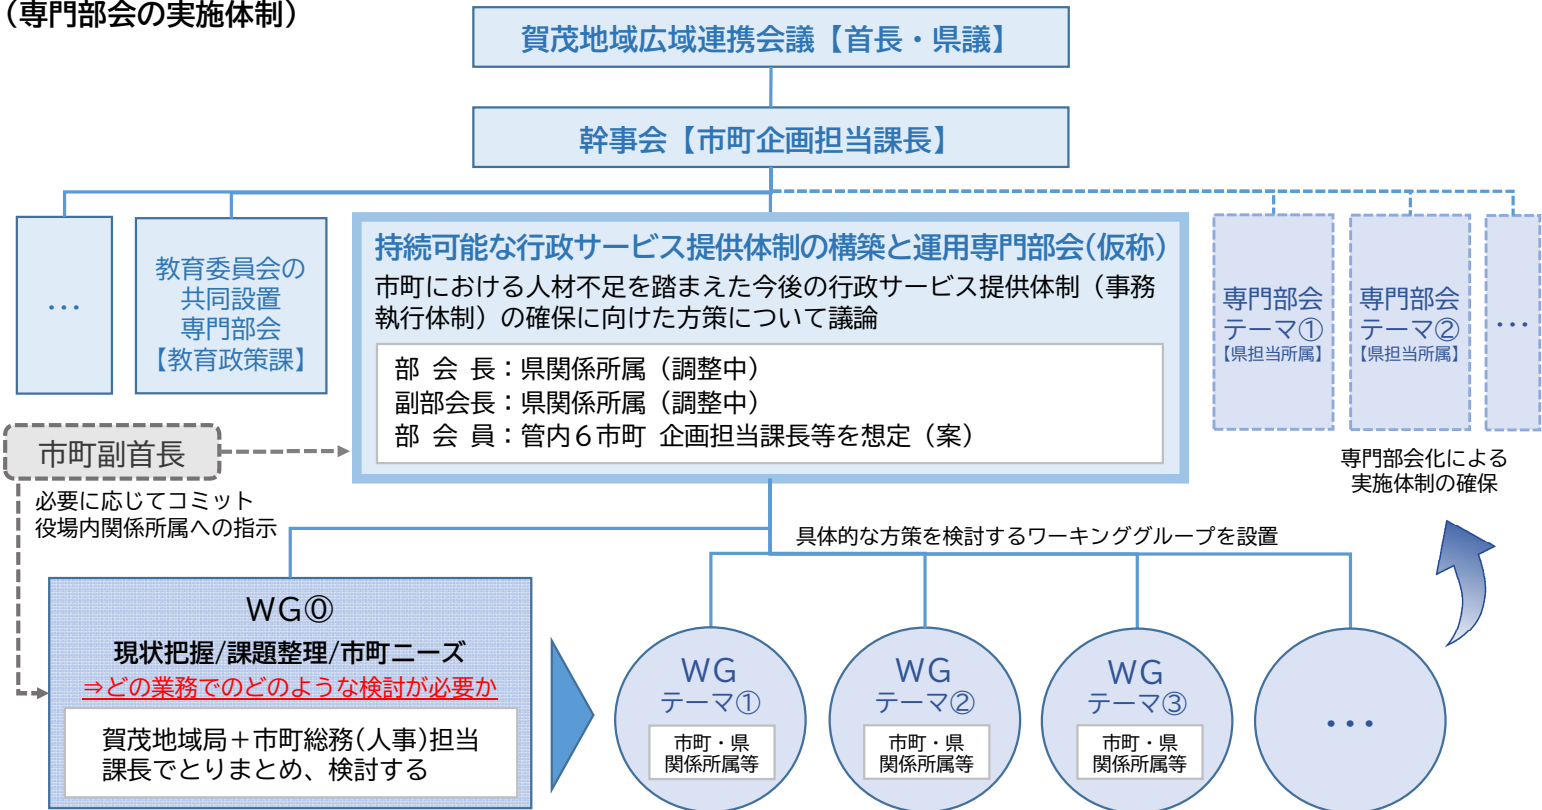 （専門部会の実施体制）
賀茂地域広域連携会議【首長・県議】
幹事会【市町企画担当課長】
…
教育委員会の
共同設置
専門部会
【教育政策課】
持続可能な行政サービス提供体制の構築と運用専門部会(仮称)
市町における人材不足を踏まえた今後の行政サービス提供体制（事務
執行体制）の確保に向けた方策について議論
部 会 長：県関係所属（調整中）
副部会長：県関係所属（調整中）
部 会 員：管内６市町 企画担当課長等を想定（案）
専門部会
テーマ①
【県担当所属】
専門部会
テーマ②
【県担当所属】
…
市町副首長
必要に応じてコミット
役場内関係所属への指示
専門部会化による
実施体制の確保
具体的な方策を検討するワーキンググループを設置
WG⓪
現状把握/課題整理/市町ニーズ
⇒どの業務でのどのような検討が必要か
賀茂地域局＋市町総務(人事)担当
課長でとりまとめ、検討する
WG
テーマ①
市町・県
関係所属等
WG
テーマ②
市町・県
関係所属等
WG
テーマ③
市町・県
関係所属等
…